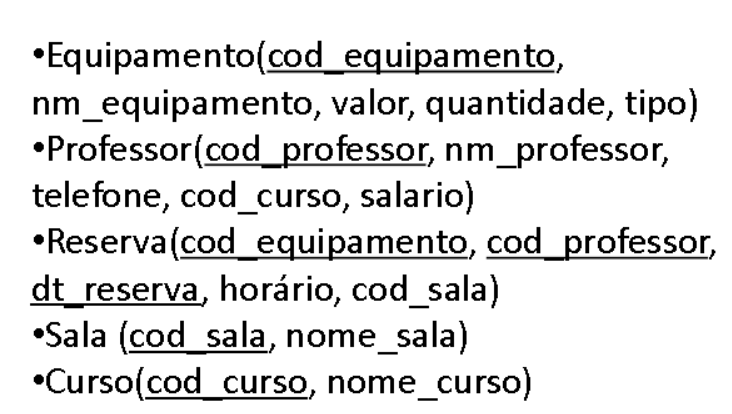 •Equipamento(cod_equipamento,
nm_equipamento, valor, quantidade, tipo)
•Professor(cod_professor, nm_professor,
telefone, cod_curso, salario)
•Reserva(cod_equipamento, cod_professor,
dt_reserva, horário, cod_sala)
•Sala (cod_sala, nome_sala)
•Curso(cod_curso, nome_curso)